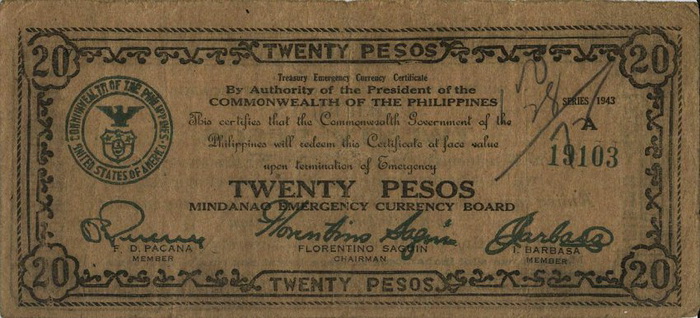 20 TWENTY PESOS 20
Treasury Emergency Currency Certificate
By Authority of the President of the
COMMONWEALTH OF THE PHILIPPINES
SERIES 1943
This certifies that the Commonwealth Government of the
A
Philippines will redeem this Certificate at face value
19103
upon termination of Emergency
COMMONWEALTH OF THE PHILIPPINES
UNITED STATES OF AMERICA
TWENTY PESOS
MINDANAO EMERGENCY CURRENCY BOARD
Florentino Saguin
F. D. PACANA
MEMBER
FLORENTINO SAGUIN
CHAIRMAN
I. BARBASA
MEMBER
20 TWENTY PESOS 20